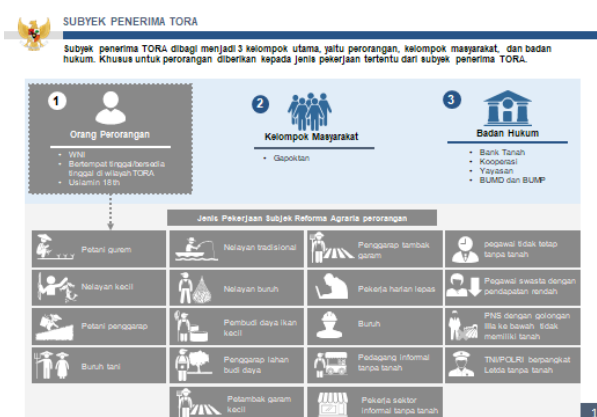 SUBYEK PENERIMA TORA
Subyek penerima TORA dibagi menjadi 3 kelompok utama, yaitu perorangan, kelompok masyarakat, dan badan
hukum. Khusus untuk perorangan diberikan kepada jenis pekerjaan tertentu dari subyek penerima TORA.
1
Orang Perorangan
• WNI
• Bertempat tinggal/bersedia
tinggal di wilayah TORA
• Usiamin 18th
2
Kelompok Masyarakat
• Gapoktan
3
Badan Hukum
• Bank Tanah
• Kooperasi
• Yayasan
• BUMD dan BUMP
Jenis Pekerjaan Subjek Reforma Agraria perorangan
Petani gurem
Nelayan tradisional
Penggarap tambak
garam
pegawai tidak tetap
tanpa tanah
Nelayan kecil
Nelayan buruh
Pekerja harian lepas
Pegawai swasta dengan
pendapatan rendah
Petani penggarap
Pembudi daya ikan
kecil
Buruh
PNS dengan golongan
IIIa ke bawah tidak
memiliki tanah
Buruh tani
Penggarap lahan
budi daya
Pedagang informal
tanpa tanah
TNI/POLRI berpangkat
Letda tanpa tanah
Petambak garam
kecil
Pekerja sektor
informal tanpa tanah
1